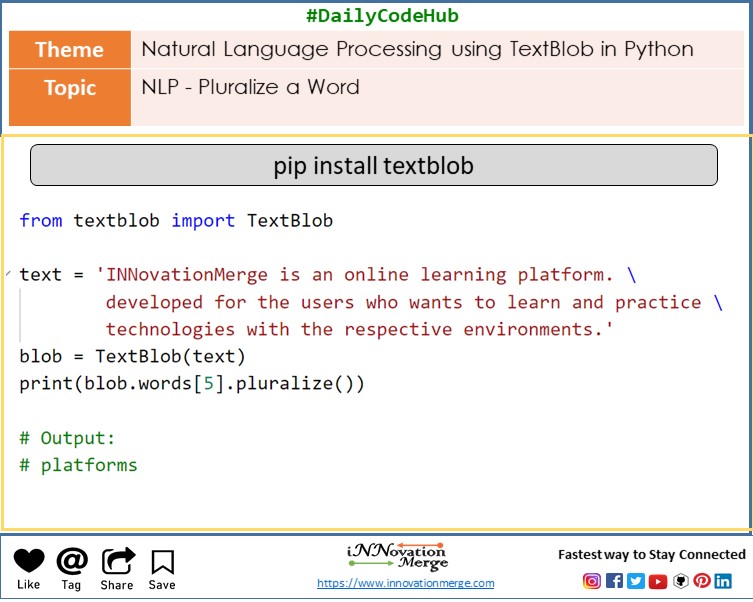 #DailyCodeHub
Theme
Natural Language Processing using TextBlob in Python
Topic
NLP - Pluralize a Word
pip install textblob
from textblob import TextBlob
text = 'INNovationMerge is an online learning platform. \
developed for the users who wants to learn and practice \
technologies with the respective environments.'
blob = TextBlob(text)
print(blob.words[5].pluralize())
# Output:
# platforms
Like
Tag
Share
Save
iNNovation
Merge
https://www.innovationmerge.com
Fastest way to Stay Connected